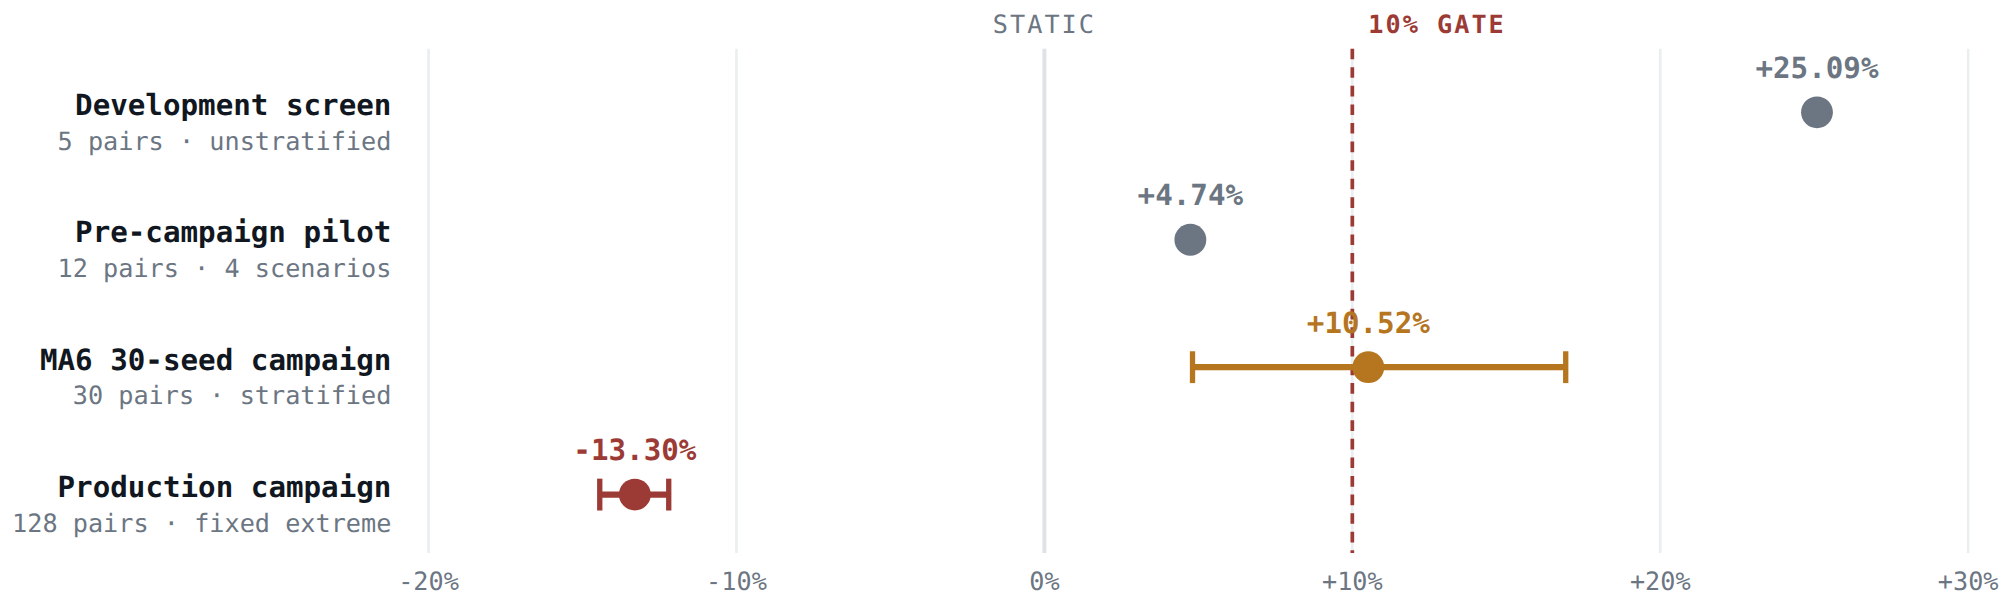 STATIC
10% GATE
+25.09%
Development screen
5 pairs · unstratified
+4.74%
Pre-campaign pilot
12 pairs · 4 scenarios
+10.52%
MA6 30-seed campaign
30 pairs · stratified
-13.30%
Production campaign
128 pairs · fixed extreme
-20%
-10%
0%
+10%
+20%
+30%